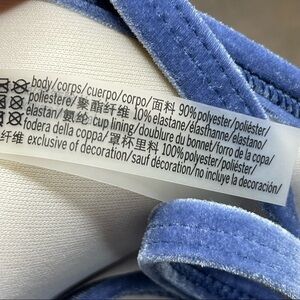 body/corps/cuerpo/corpo/面料 90%polyester/poliéster/
poliestere/聚酯纤维 10%elastane/élasthanne/elastano/
elastan/氨纶 cup lining/doublure du bonnet/forro de la copa/
fodera della coppa/罩杯里料 100%polyester/poliéster/
纤维 exclusive of decoration/sauf décoration/no incluye la decoración/